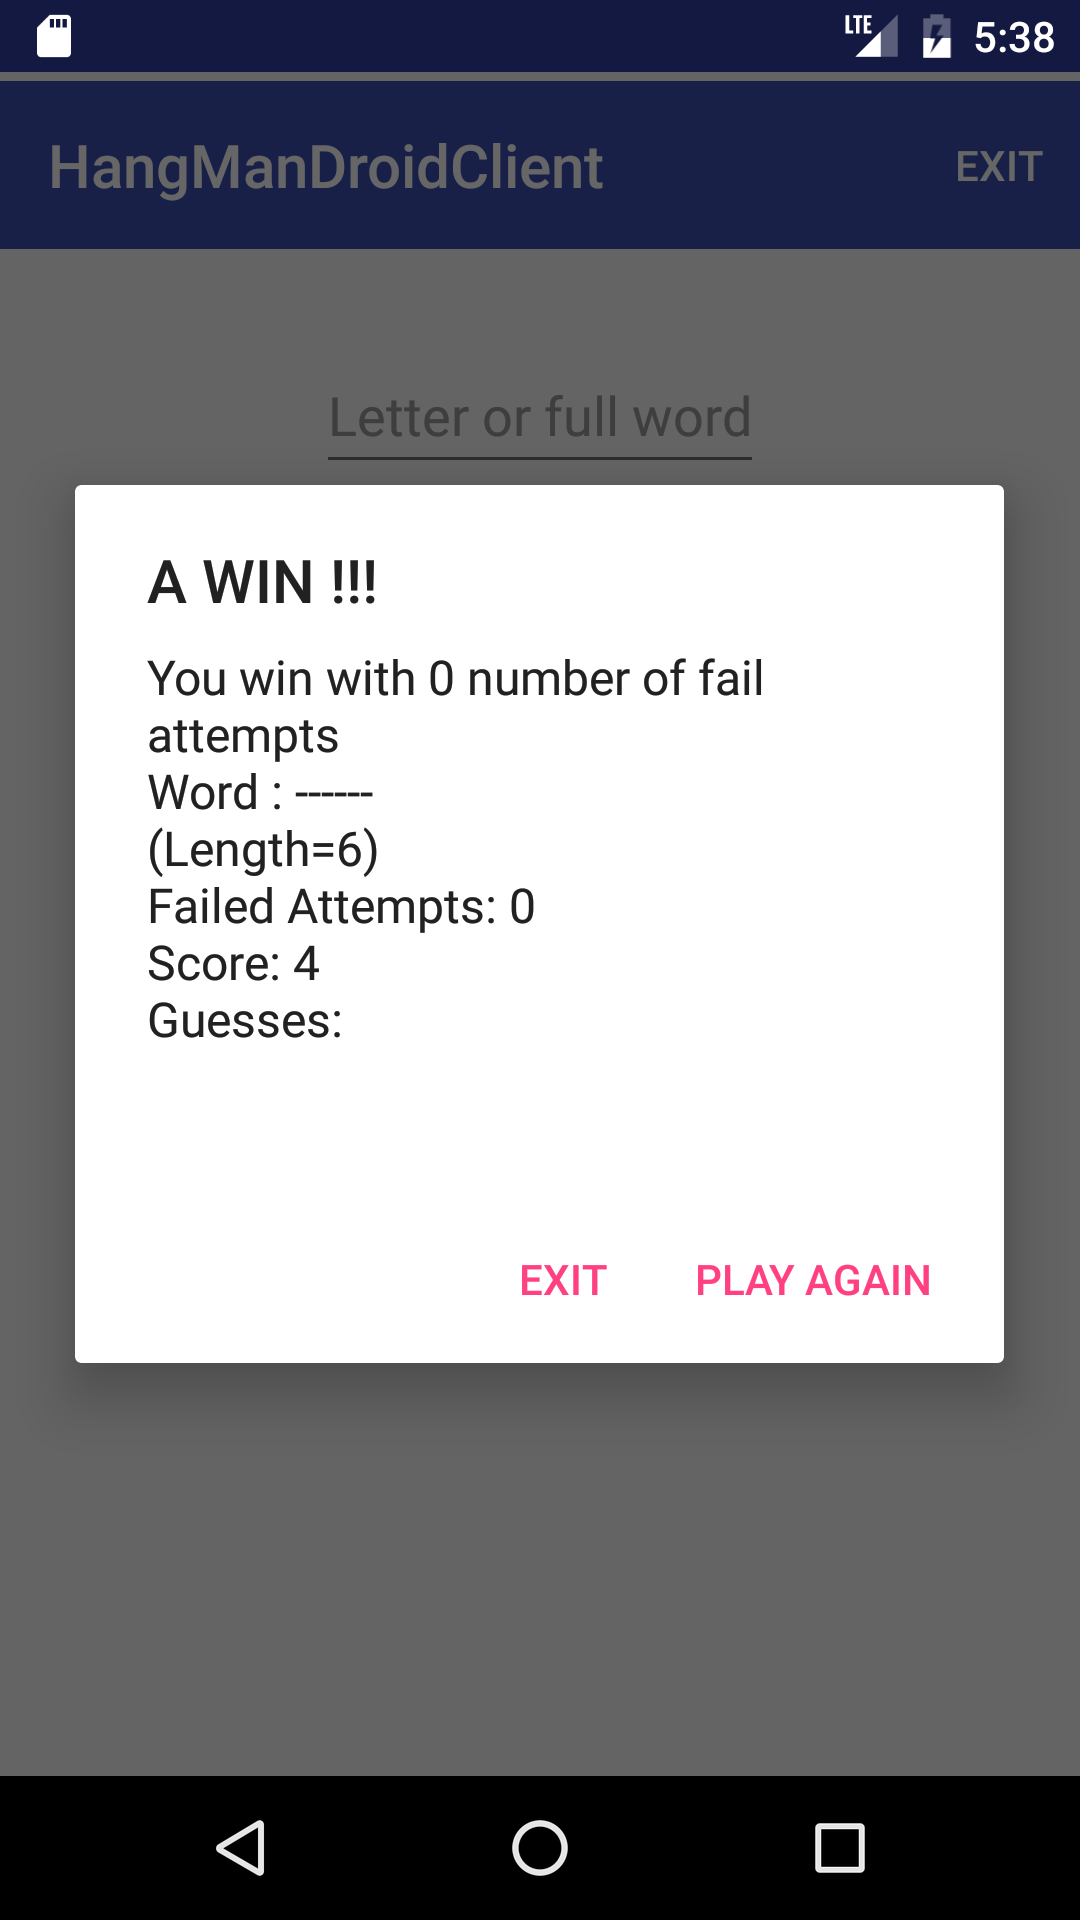 LTE 5:38
HangManDroidClient EXIT
Letter or full word
A WIN !!!
You win with 0 number of fail
attempts
Word : ------
(Length=6)
Failed Attempts: 0
Score: 4
Guesses:
EXIT PLAY AGAIN